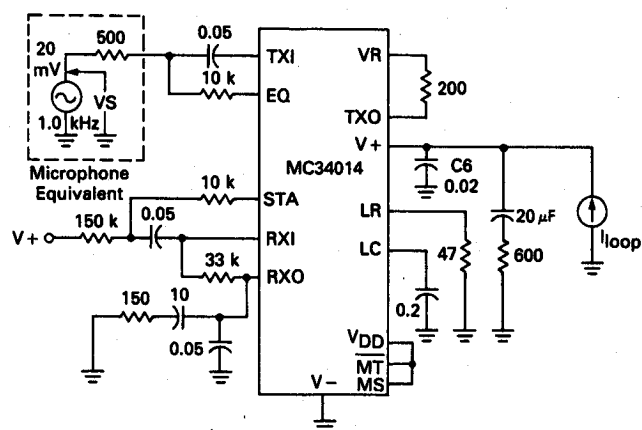 20
mV
500
0.05
10 k
VS
1.0 kHz
Microphone
Equivalent
TXI
EQ
STA
RXI
RXO
V-
MC34014
VR
TXO
V+
LR
LC
VDD
MT
MS
200
C6
0.02
20 µF
600
Iloop
47
0.2
10 k
150 k
0.05
V+
33 k
150
10
0.05